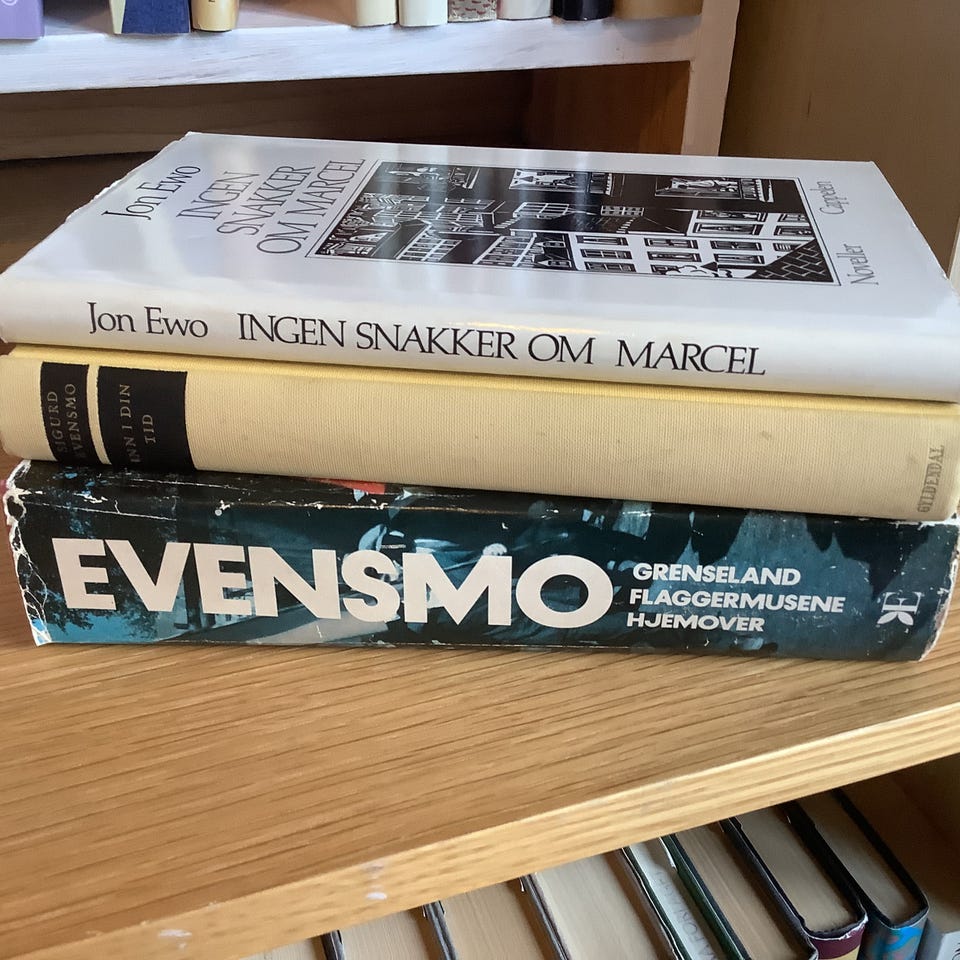 Jon Ewo
INGEN
SNAKKER
OM MARCEL
Noveller
Cappelen
Jon Ewo INGEN SNAKKER OM MARCEL
SIGURD
EVENSMO
INN I DIN
TID
GYLDENDAL
EVENSMO
GRENSELAND
FLAGGERMUSENE
HJEMOVER